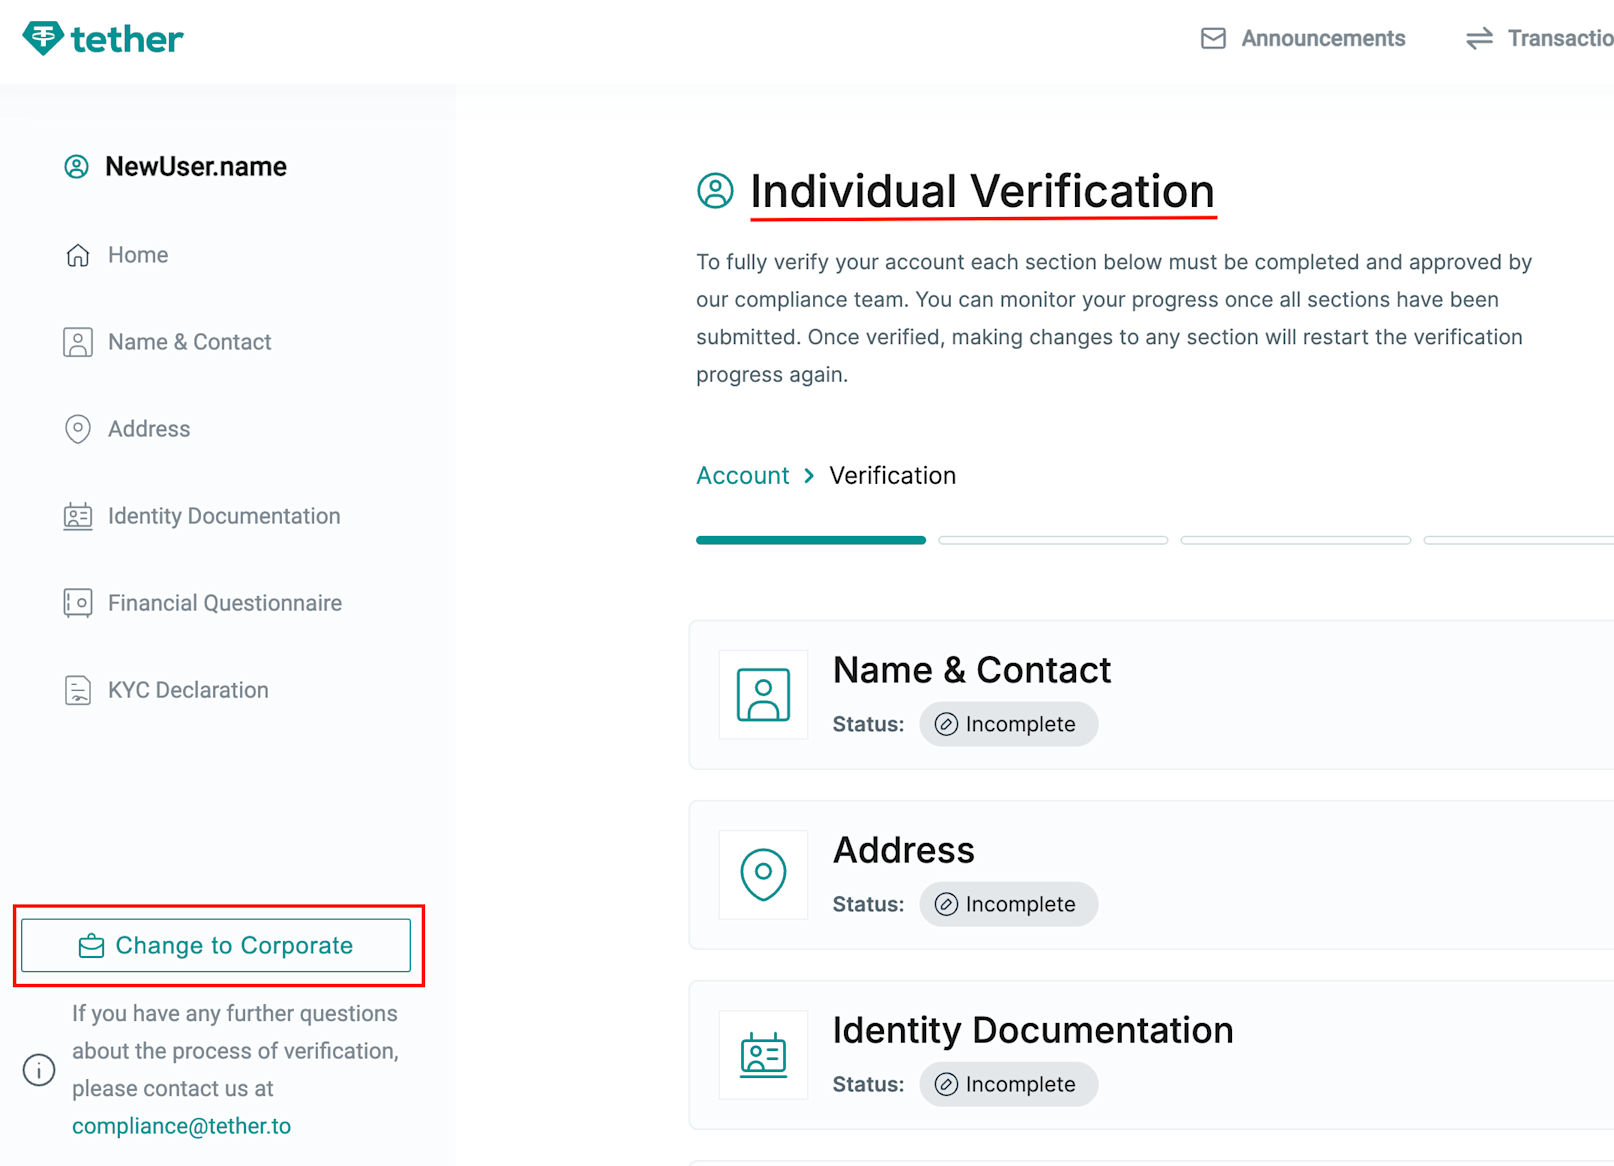 tether
Announcements
Transactio
NewUser.name
Home
Name & Contact
Address
Identity Documentation
Financial Questionnaire
KYC Declaration
Change to Corporate
If you have any further questions
about the process of verification,
please contact us at
compliance@tether.to
Individual Verification
To fully verify your account each section below must be completed and approved by
our compliance team. You can monitor your progress once all sections have been
submitted. Once verified, making changes to any section will restart the verification
progress again.
Account > Verification
Name & Contact
Status: Incomplete
Address
Status: Incomplete
Identity Documentation
Status: Incomplete